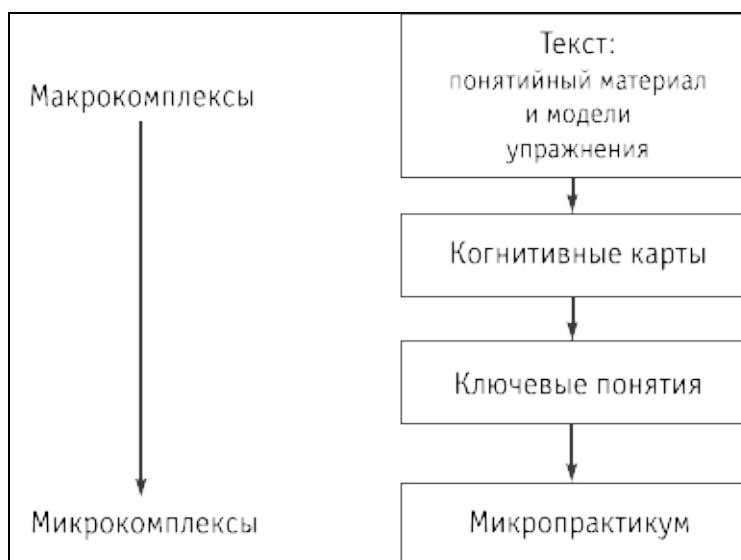 Макрокомплексы
Микрокомплексы
Текст:
понятийный материал
и модели
упражнения
Когнитивные карты
Ключевые понятия
Микропрактикум